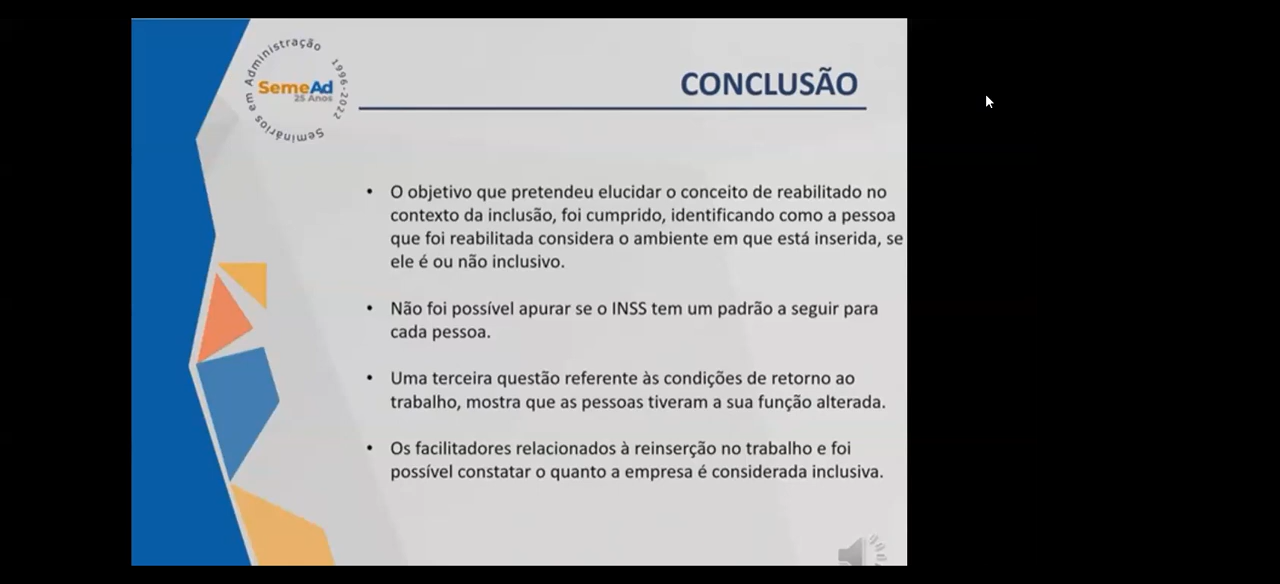 Seminários em Administração 1996-2022
SemeAd
25 Anos
CONCLUSÃO
• O objetivo que pretendeu elucidar o conceito de reabilitado no
contexto da inclusão, foi cumprido, identificando como a pessoa
que foi reabilitada considera o ambiente em que está inserida, se
ele é ou não inclusivo.
• Não foi possível apurar se o INSS tem um padrão a seguir para
cada pessoa.
• Uma terceira questão referente às condições de retorno ao
trabalho, mostra que as pessoas tiveram a sua função alterada.
• Os facilitadores relacionados à reinserção no trabalho e foi
possível constatar o quanto a empresa é considerada inclusiva.